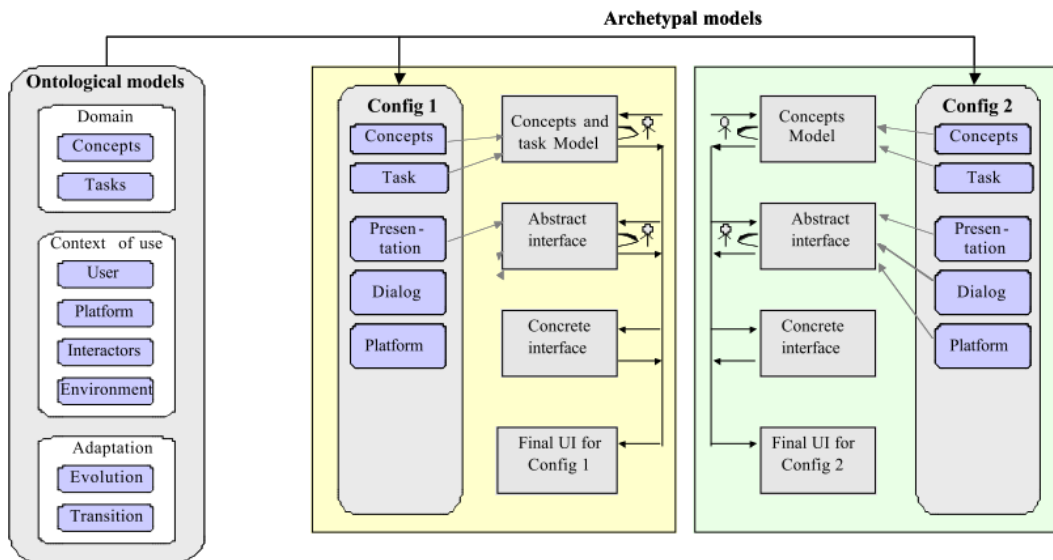 Archetypal models
Ontological models
Domain
Concepts
Tasks
Context of use
User
Platform
Interactors
Environment
Adaptation
Evolution
Transition
Config 1
Concepts
Task
Presen-
tation
Dialog
Platform
Concepts and
task Model
Abstract
interface
Concrete
interface
Final UI for
Config 1
Concepts
Model
Abstract
interface
Concrete
interface
Final UI for
Config 2
Config 2
Concepts
Task
Presen-
tation
Dialog
Platform